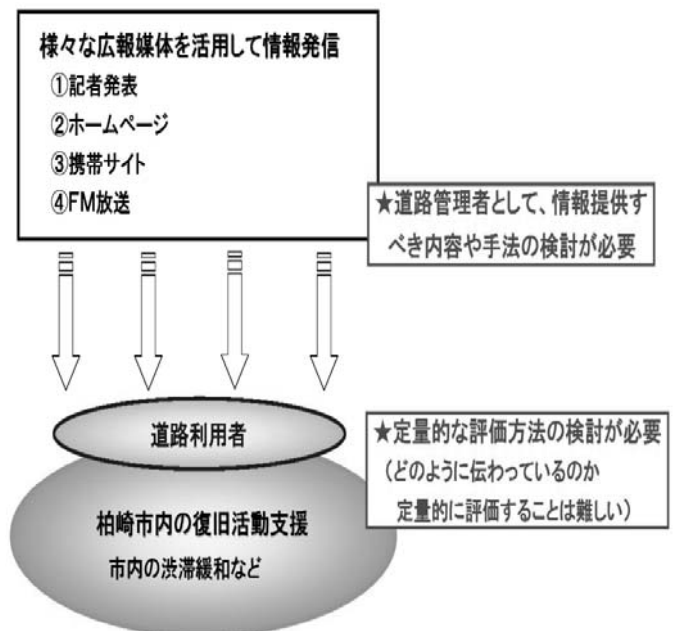 様々な広報媒体を活用して情報発信
①記者発表
②ホームページ
③携帯サイト
④FM放送
★道路管理者として、情報提供す
べき内容や手法の検討が必要
道路利用者
★定量的な評価方法の検討が必要
（どのように伝わっているのか
定量的に評価することは難しい）
柏崎市内の復旧活動支援
市内の渋滞緩和など